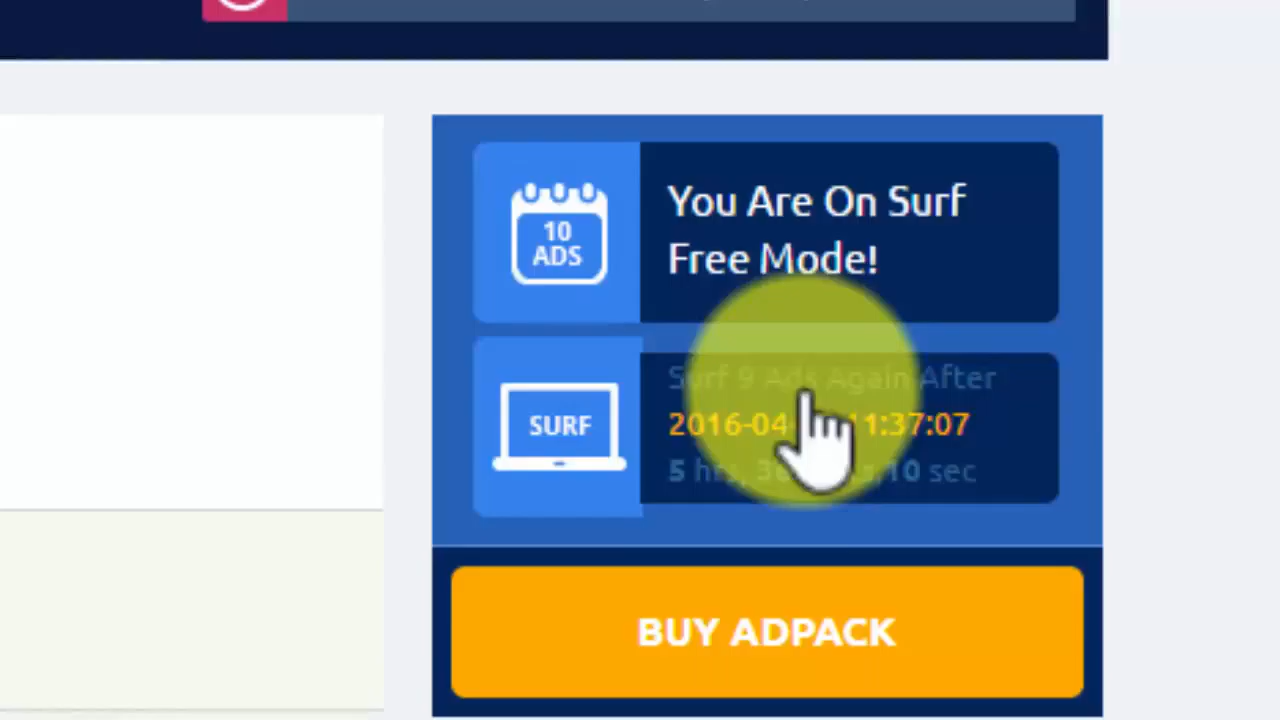 10
ADS
You Are On Surf
Free Mode!
SURF
Surf 9 Ads Again After
2016-04- 11:37:07
5 hrs, 10 sec
BUY ADPACK